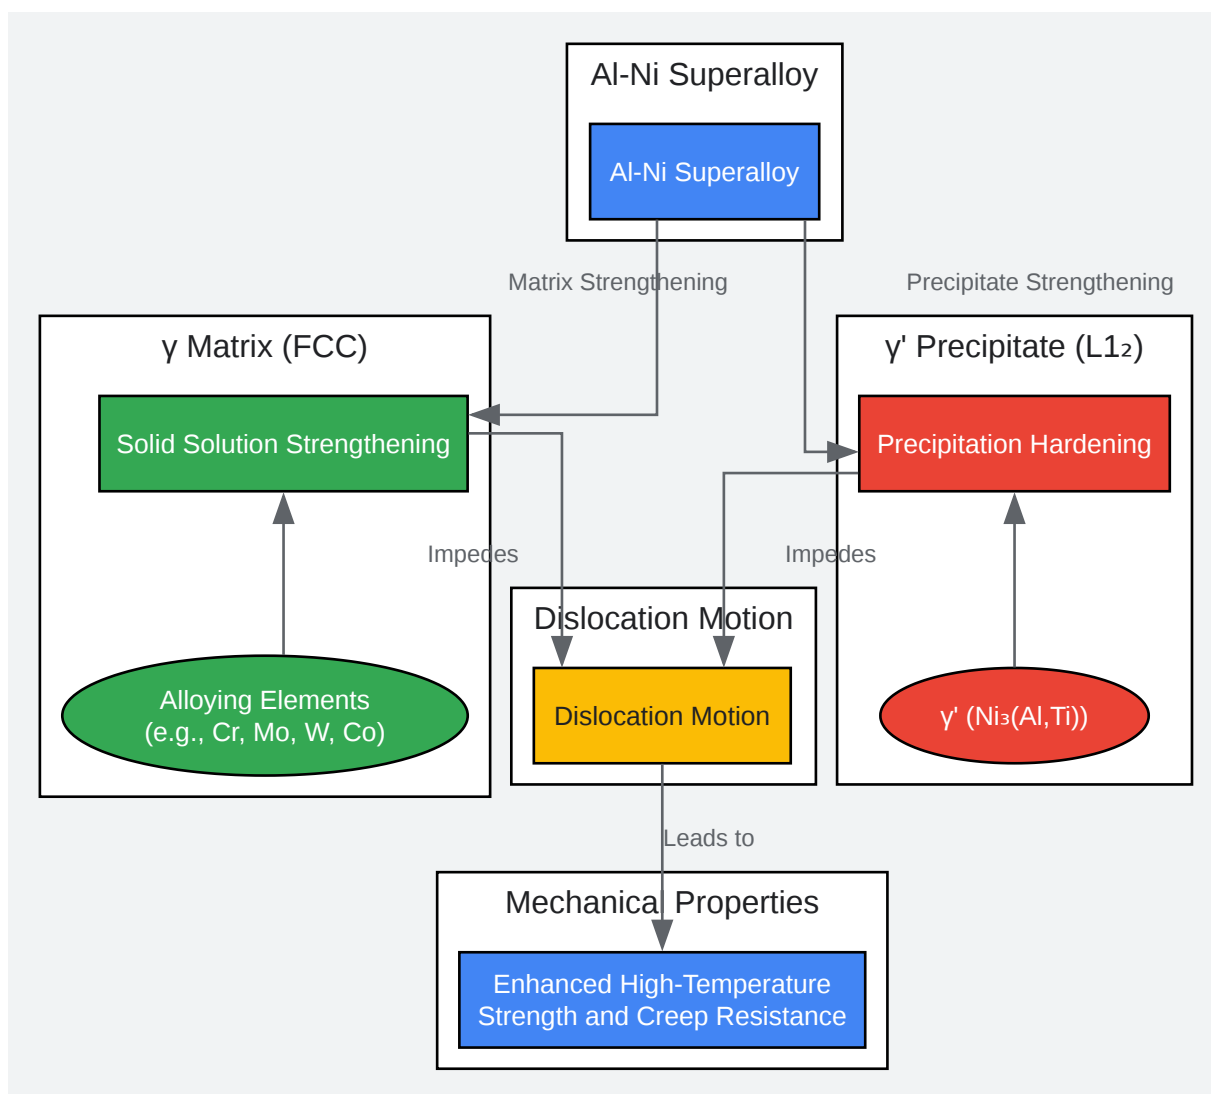 Al-Ni Superalloy
Al-Ni Superalloy
Matrix Strengthening
Precipitate Strengthening
γ Matrix (FCC)
γ' Precipitate (L1₂)
Solid Solution Strengthening
Precipitation Hardening
Impedes
Impedes
Dislocation Motion
Alloying Elements
(e.g., Cr, Mo, W, Co)
Dislocation Motion
γ' (Ni₃(Al,Ti))
Leads to
Mechanical Properties
Enhanced High-Temperature
Strength and Creep Resistance